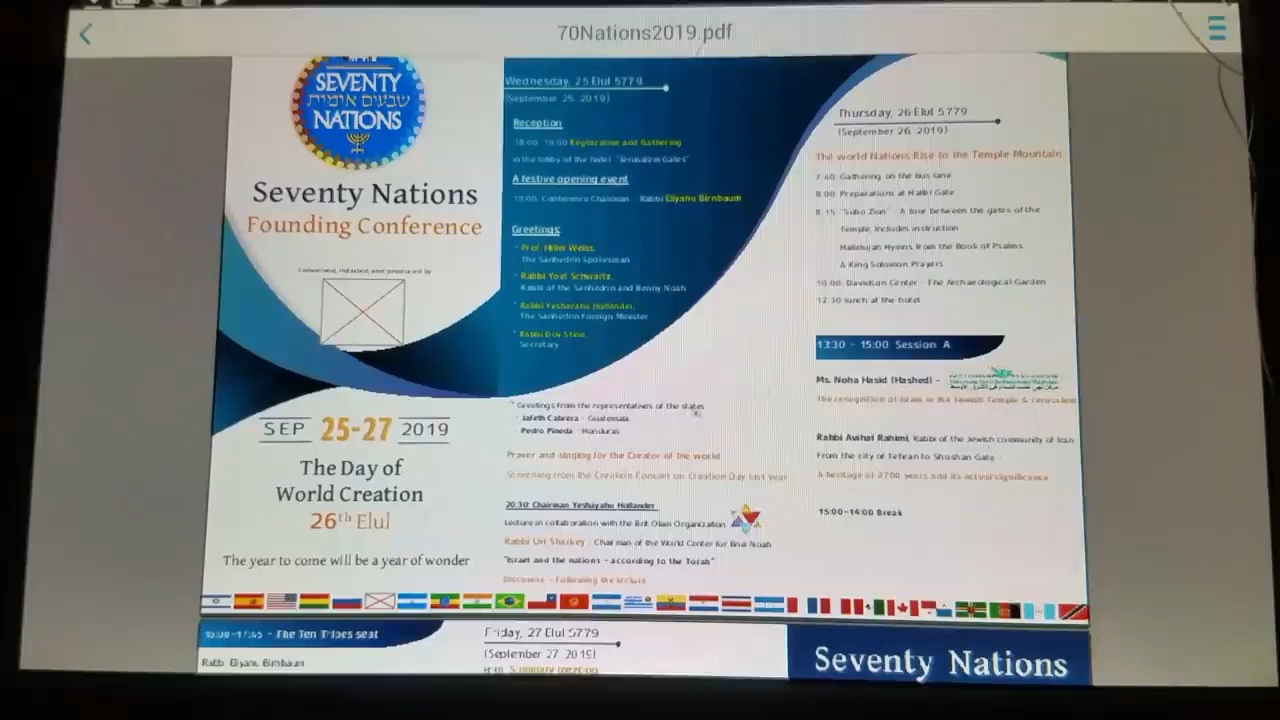 70Nations2019.pdf
SEVENTY
NATIONS
Seventy Nations
Founding Conference
SEP 25-27 2019
The Day of
World Creation
26th Elul
The year to come will be a year of wonder
Wednesday, 25 Elul 5779
(September 25, 2019)
Reception
Registration and Gathering
in the lobby of the hotel "Jerusalem Gates"
A festive opening event
Conference Chairman Rabbi Eliyahu Birnbaum
Greetings:
Prof. Hillel Weiss,
The Sanhedrin Spokesman
Rabbi Yoel Schwartz,
Rabbi of the Sanhedrin and Benny Noah
Rabbi Yeshayahu Hollander,
The Sanhedrin Foreign Minister
Rabbi Dov Stein,
Secretary
Greetings from the representatives of the states
- Jafeth Cabrera - Guatemala
- Pedro Pineda - Honduras
Prayer and singing for the Creator of the world
Screening from the Creation Concert on Creation Day last year
20:30 Chairman Yeshayahu Hollander
Lecture in collaboration with the Brit Olam Organization
Rabbi Uri Sharkey - Chairman of the World Center for Bnai Noah
"Israel and the nations - according to the Torah"
Discourse - Following the lecture
Thursday, 26 Elul 5779
(September 26, 2019)
The world Nations Rise to the Temple Mountain
7:40 Gathering on the bus lane
8:00 Preparations at Hallel Gate
8:15 "Subo Zion" - A tour between the gates of the
Temple, includes instruction
Hallelujah Hymns from the Book of Psalms
& King Solomon Prayers
10:00 Davidson Center - The Archaeological Garden
12:30 lunch at the hotel
13:30 - 15:00 Session A
Ms. Noha Hasid (Hashed) -
The recognition of Islam in the Jewish Temple & Jerusalem
Rabbi Avihai Rahimi, Rabbi of the Jewish community of Iran
From the city of Tehran to Shoshan Gate -
A heritage of 2700 years and its actual significance
15:00-16:00 Break
- The Ten Tribes seat
Rabbi Eliyahu Birnbaum
Friday, 27 Elul 5779
(September 27, 2019)
Seventy Nations